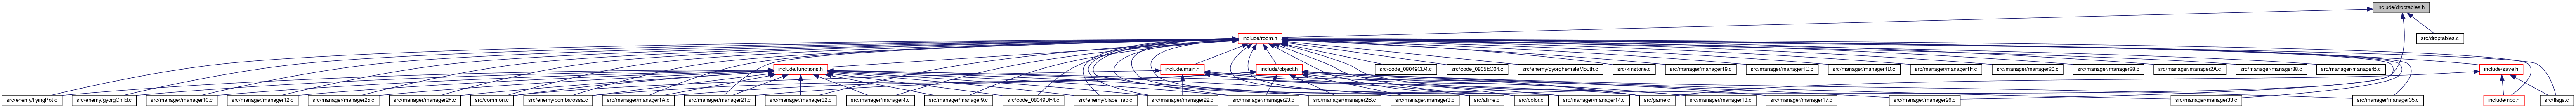 include/droptables.h
include/room.h
src/droptables.c
include/functions.h
include/main.h
include/object.h
src/code_08049CD4.c
src/code_0805EC04.c
src/enemy/gyorgFemaleMouth.c
src/kinstone.c
src/manager/manager19.c
src/manager/manager1C.c
src/manager/manager1D.c
src/manager/manager1F.c
src/manager/manager20.c
src/manager/manager28.c
src/manager/manager2A.c
src/manager/manager38.c
src/manager/managerB.c
include/save.h
src/enemy/flyingPot.c
src/enemy/gyorgChild.c
src/manager/manager10.c
src/manager/manager12.c
src/manager/manager25.c
src/manager/manager2F.c
src/common.c
src/enemy/bombarossa.c
src/manager/manager1A.c
src/manager/manager21.c
src/manager/manager32.c
src/manager/manager4.c
src/manager/manager9.c
src/code_08049DF4.c
src/enemy/bladeTrap.c
src/manager/manager22.c
src/manager/manager23.c
src/manager/manager2B.c
src/manager/manager3.c
src/affine.c
src/color.c
src/manager/manager14.c
src/game.c
src/manager/manager13.c
src/manager/manager17.c
src/manager/manager26.c
src/manager/manager33.c
src/manager/manager35.c
include/npc.h
src/flags.c